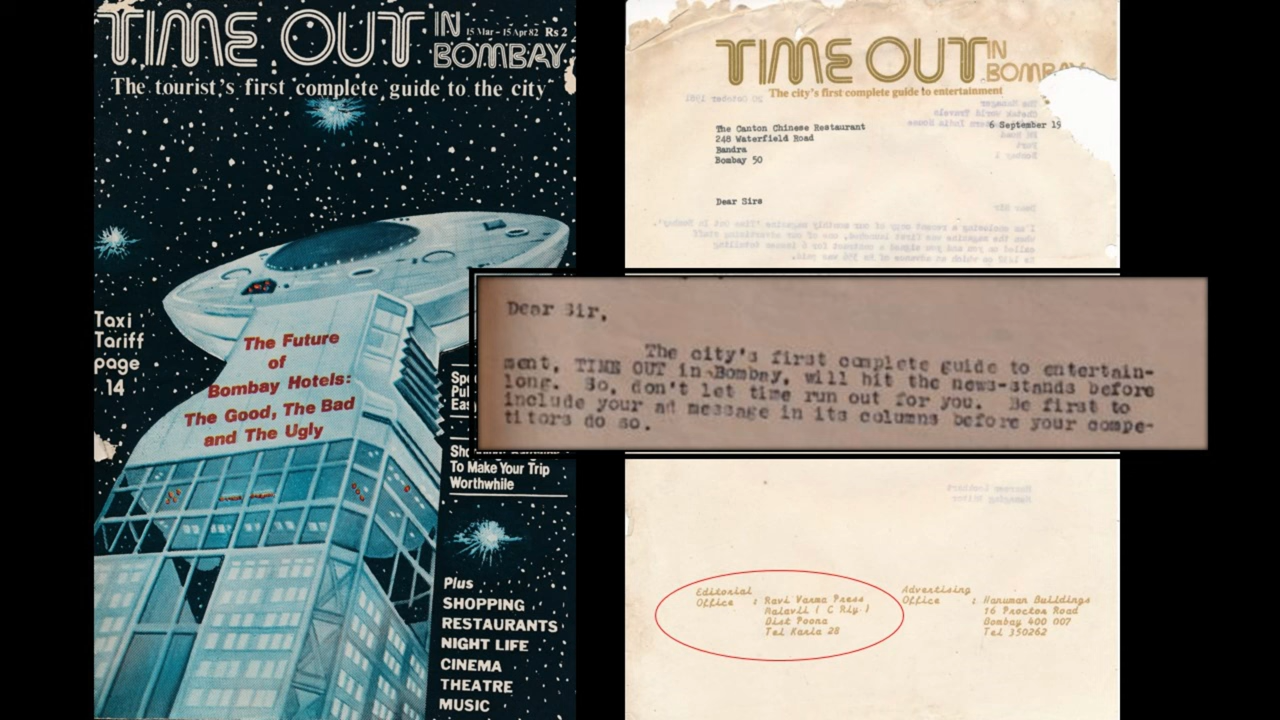 TIME OUT IN BOMBAY
15 Mar - 15 Apr 82 Rs 2
The tourist's first complete guide to the city
Taxi
Tariff
page
14
The Future
of
Bombay Hotels:
The Good, The Bad
and The Ugly
To Make Your Trip
Worthwhile
Plus
SHOPPING
RESTAURANTS
NIGHT LIFE
CINEMA
THEATRE
MUSIC
TIME OUT IN BOMBAY
The city's first complete guide to entertainment
6 September 19
The Canton Chinese Restaurant
248 Waterfield Road
Bandra
Bombay 50
Dear Sirs
Dear Sir,
The city's first complete guide to entertain-
ment, TIME OUT in Bombay, will hit the news-stands before
long. So, don't let time run out for you. Be first to
include your ad message in its columns before your compe-
titors do so.
Editorial
Office : Ravi Varma Press
Malavli ( C Rly )
Dist Poona
Tel Karla 28
Advertising
Office : Hanuman Buildings
16 Procter Road
Bombay 400 007
Tel 350262